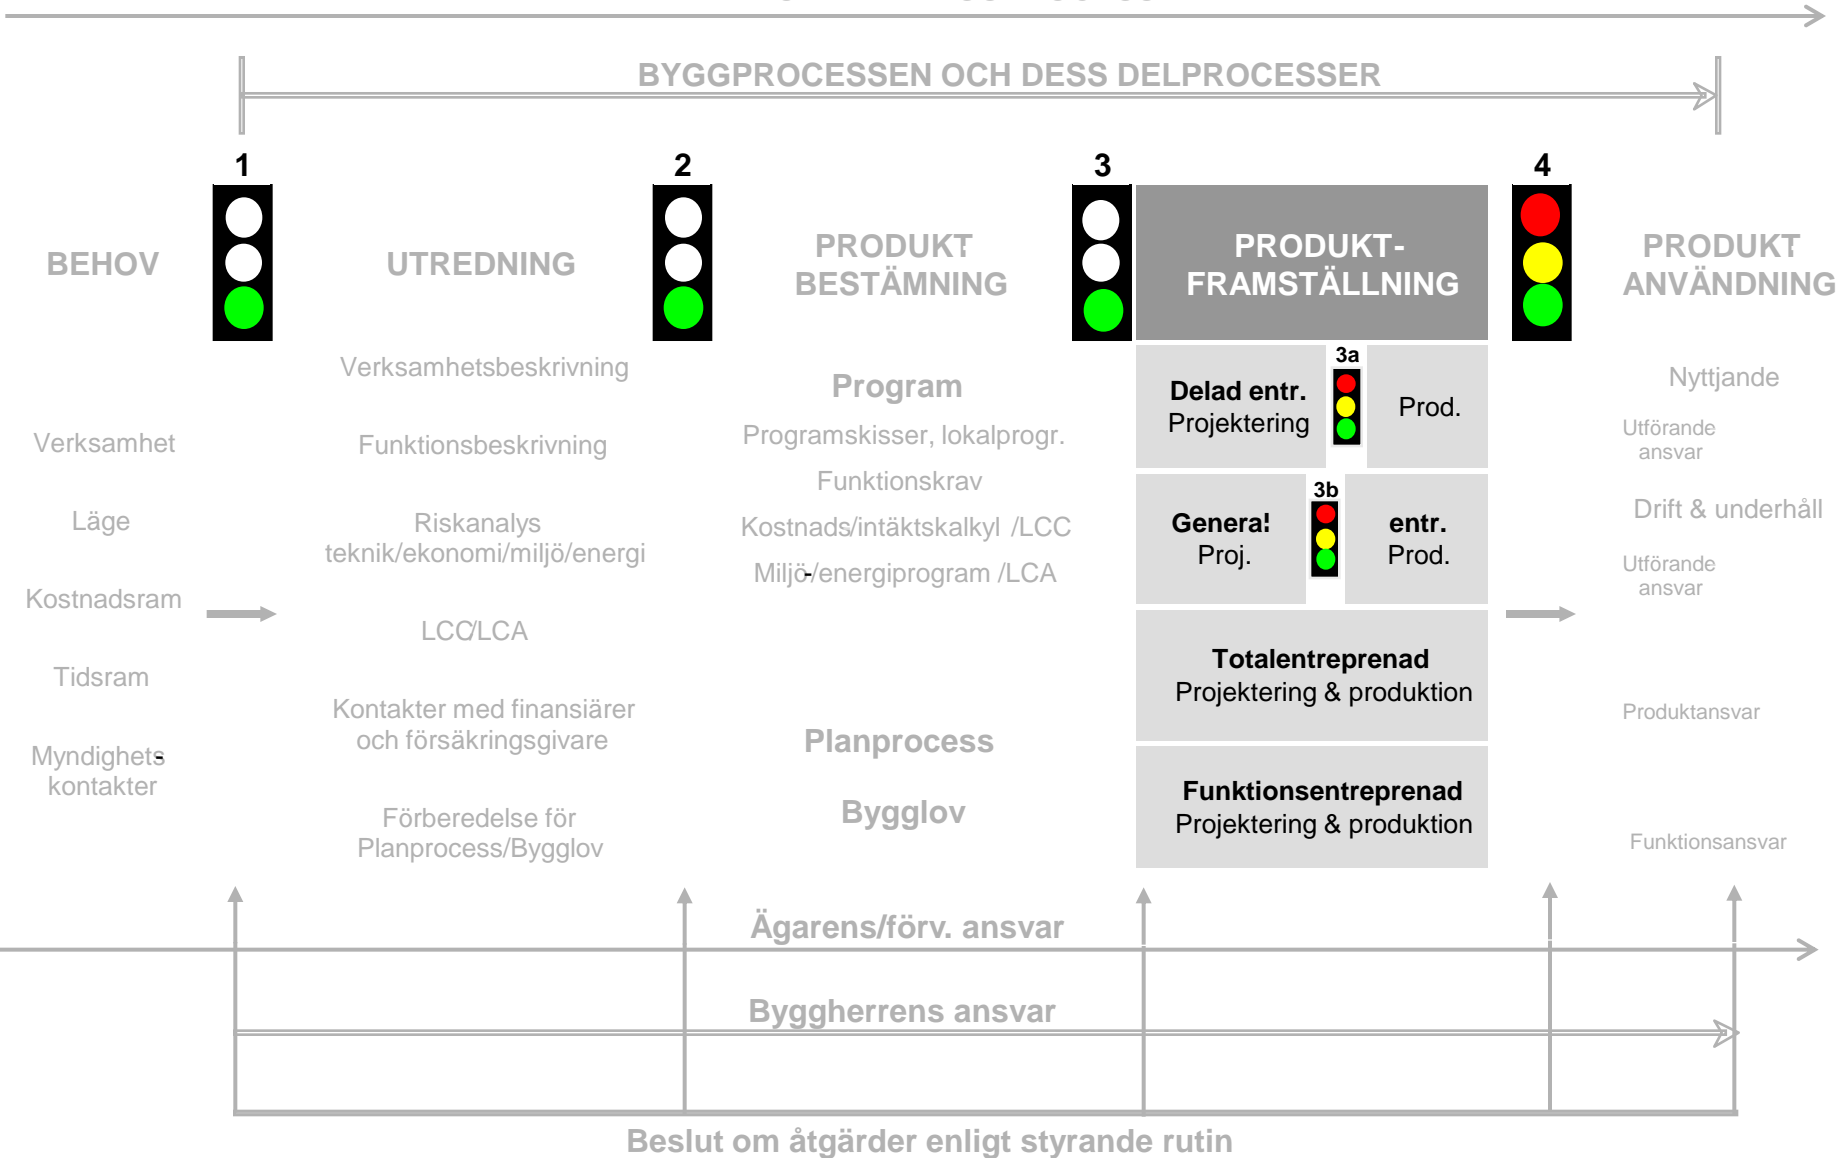 BYGGPROCESSEN OCH DESS DELPROCESSER
1
2
3
4
BEHOV
UTREDNING
PRODUKT
BESTÄMNING
PRODUKT-
FRAMSTÄLLNING
PRODUKT
ANVÄNDNING
Verksamhet
Läge
Kostnadsram
Tidsram
Myndighets-
kontakter
Verksamhetsbeskrivning
Funktionsbeskrivning
Riskanalys
teknik/ekonomi/miljö/energi
LCC/LCA
Kontakter med finansiärer
och försäkringsgivare
Förberedelse för
Planprocess/Bygglov
Program
Programskisser, lokalprogr.
Funktionskrav
Kostnads/intäktskalkyl /LCC
Miljö-/energiprogram /LCA
Planprocess
Bygglov
Delad entr.
Projektering
3a
Prod.
General-
Proj.
3b
entr.
Prod.
Totalentreprenad
Projektering & produktion
Funktionsentreprenad
Projektering & produktion
Nyttjande
Utförande
ansvar
Drift & underhåll
Utförande
ansvar
Produktansvar
Funktionsansvar
Ägarens/förv. ansvar
Byggherrens ansvar
Beslut om åtgärder enligt styrande rutin